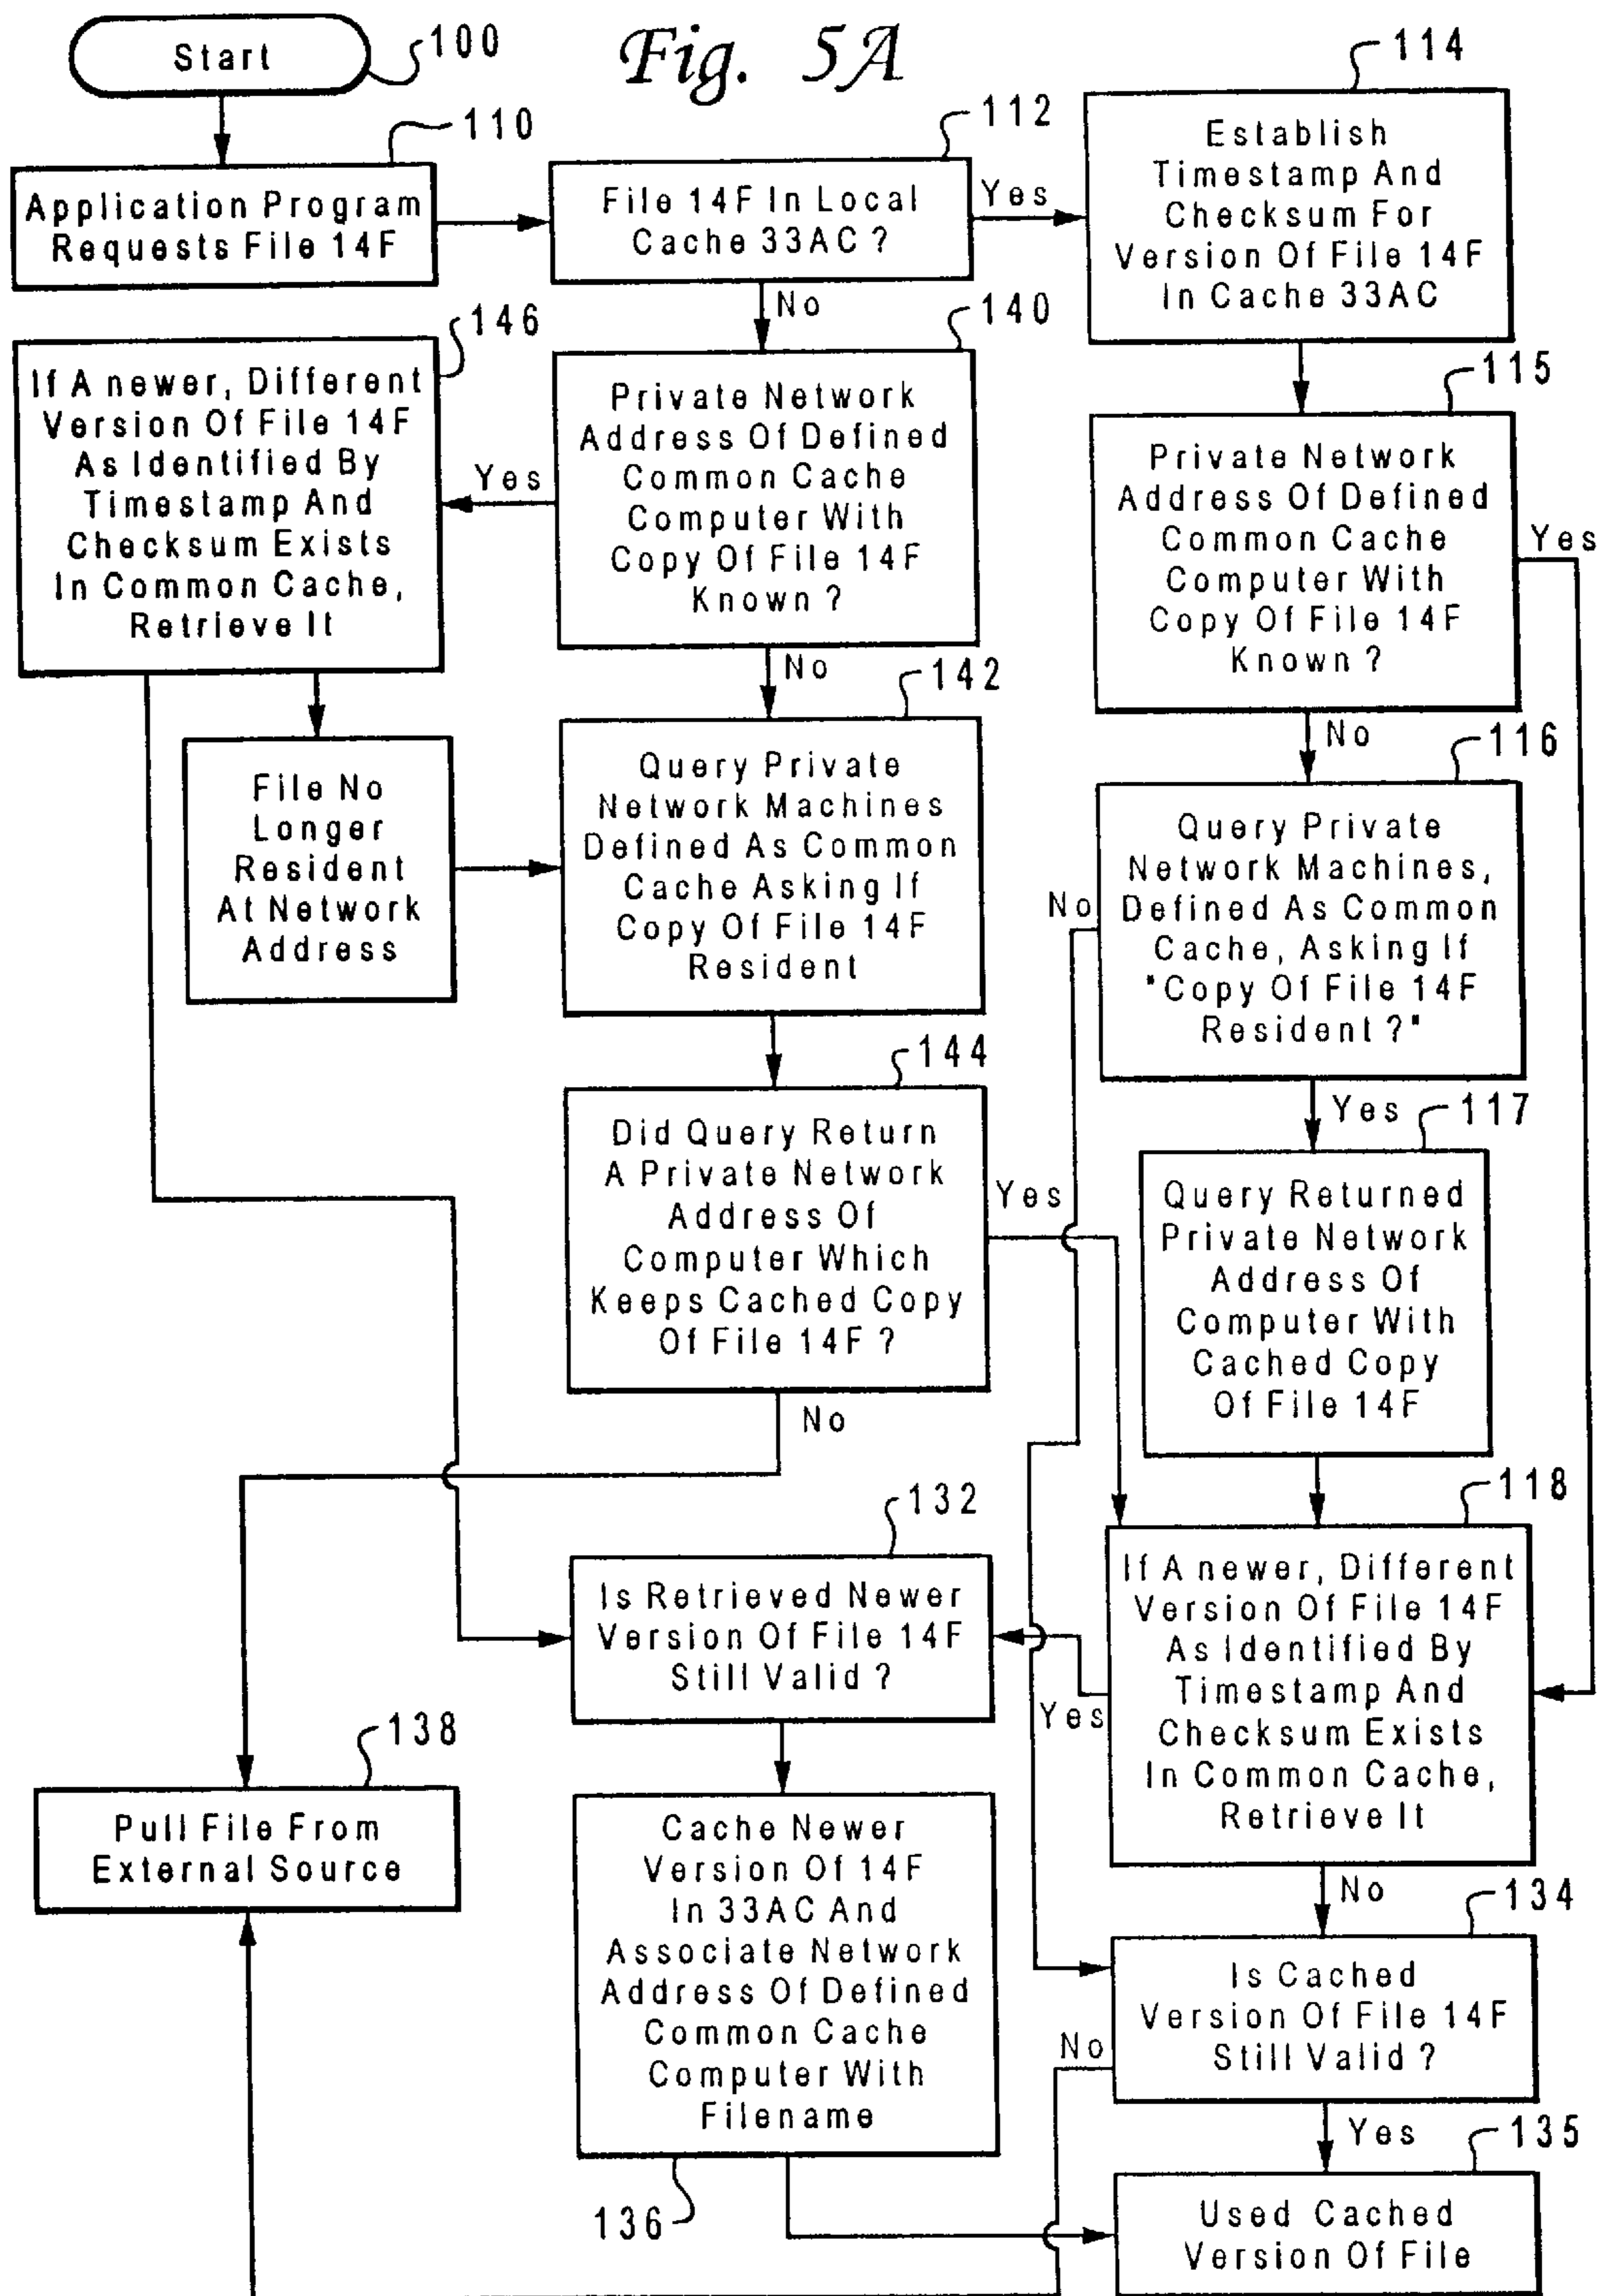 Fig. 5A
Start
100
110
Application Program
Requests File 14F
112
File 14F In Local
Cache 33AC ?
Yes
No
114
Establish
Timestamp And
Checksum For
Version Of File 14F
In Cache 33AC
146
If A newer, Different
Version Of File 14F
As Identified By
Timestamp And
Checksum Exists
In Common Cache,
Retrieve It
Yes
140
Private Network
Address Of Defined
Common Cache
Computer With
Copy Of File 14F
Known ?
No
115
Private Network
Address Of Defined
Common Cache
Computer With
Copy Of File 14F
Known ?
Yes
No
File No
Longer
Resident
At Network
Address
142
Query Private
Network Machines
Defined As Common
Cache Asking If
Copy Of File 14F
Resident
116
Query Private
Network Machines,
Defined As Common
Cache, Asking If
"Copy Of File 14F
Resident ?"
No
Yes
144
Did Query Return
A Private Network
Address Of
Computer Which
Keeps Cached Copy
Of File 14F ?
Yes
No
117
Query Returned
Private Network
Address Of
Computer With
Cached Copy
Of File 14F
132
Is Retrieved Newer
Version Of File 14F
Still Valid ?
118
If A newer, Different
Version Of File 14F
As Identified By
Timestamp And
Checksum Exists
In Common Cache,
Retrieve It
Yes
No
138
Pull File From
External Source
Cache Newer
Version Of 14F
In 33AC And
Associate Network
Address Of Defined
Common Cache
Computer With
Filename
136
134
Is Cached
Version Of File 14F
Still Valid ?
No
Yes
135
Used Cached
Version Of File